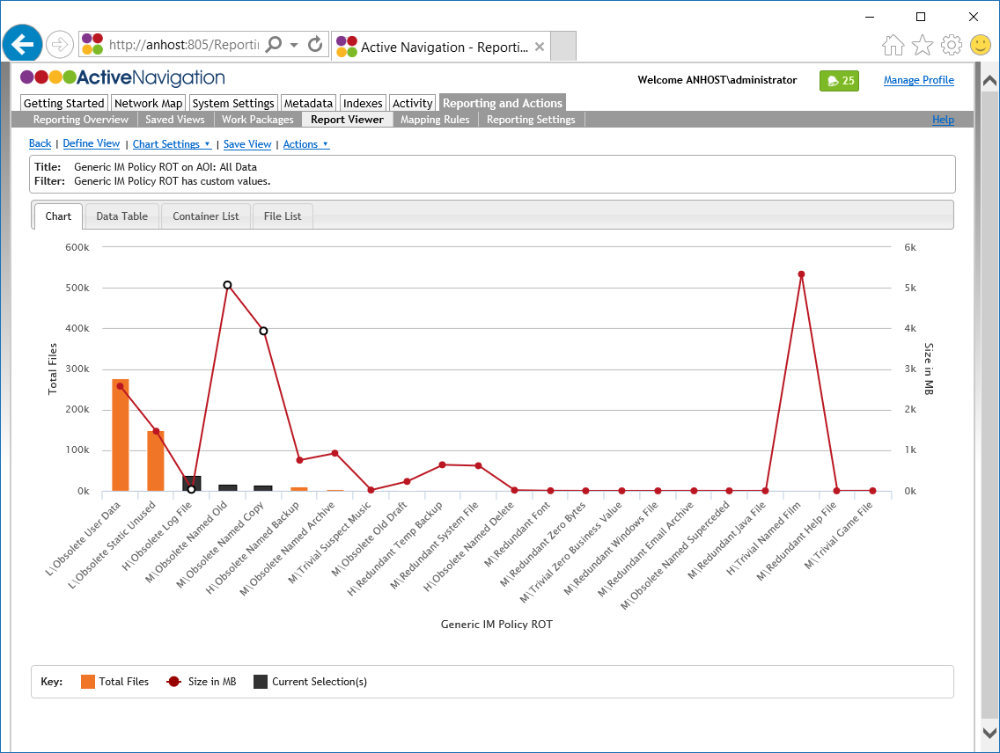 http://anhost:805/Reportin
Active Navigation - Reporti...
ActiveNavigation
Welcome ANHOST\administrator
25
Manage Profile
Getting Started Network Map System Settings Metadata Indexes Activity Reporting and Actions
Reporting Overview Saved Views Work Packages Report Viewer Mapping Rules Reporting Settings Help
Back | Define View | Chart Settings | Save View | Actions
Title: Generic IM Policy ROT on AOI: All Data
Filter: Generic IM Policy ROT has custom values.
Chart Data Table Container List File List
600k 6k
500k 5k
400k 4k
300k 3k
200k 2k
100k 1k
0k 0k
Total Files
Size in MB
L\Obsolete User Data
L\Obsolete Static Unused
H\Obsolete Log File
M\Obsolete Named Old
M\Obsolete Named Copy
H\Obsolete Named Backup
M\Obsolete Named Archive
M\Trivial Suspect Music
M\Obsolete Old Draft
H\Redundant Temp Backup
M\Redundant System File
H\Obsolete Named Delete
M\Redundant Font
M\Redundant Zero Bytes
M\Trivial Zero Business Value
M\Redundant Windows File
M\Redundant Email Archive
M\Obsolete Named Superceded
M\Redundant Java File
H\Trivial Named Film
M\Redundant Help File
M\Trivial Game File
Generic IM Policy ROT
Key: Total Files Size in MB Current Selection(s)